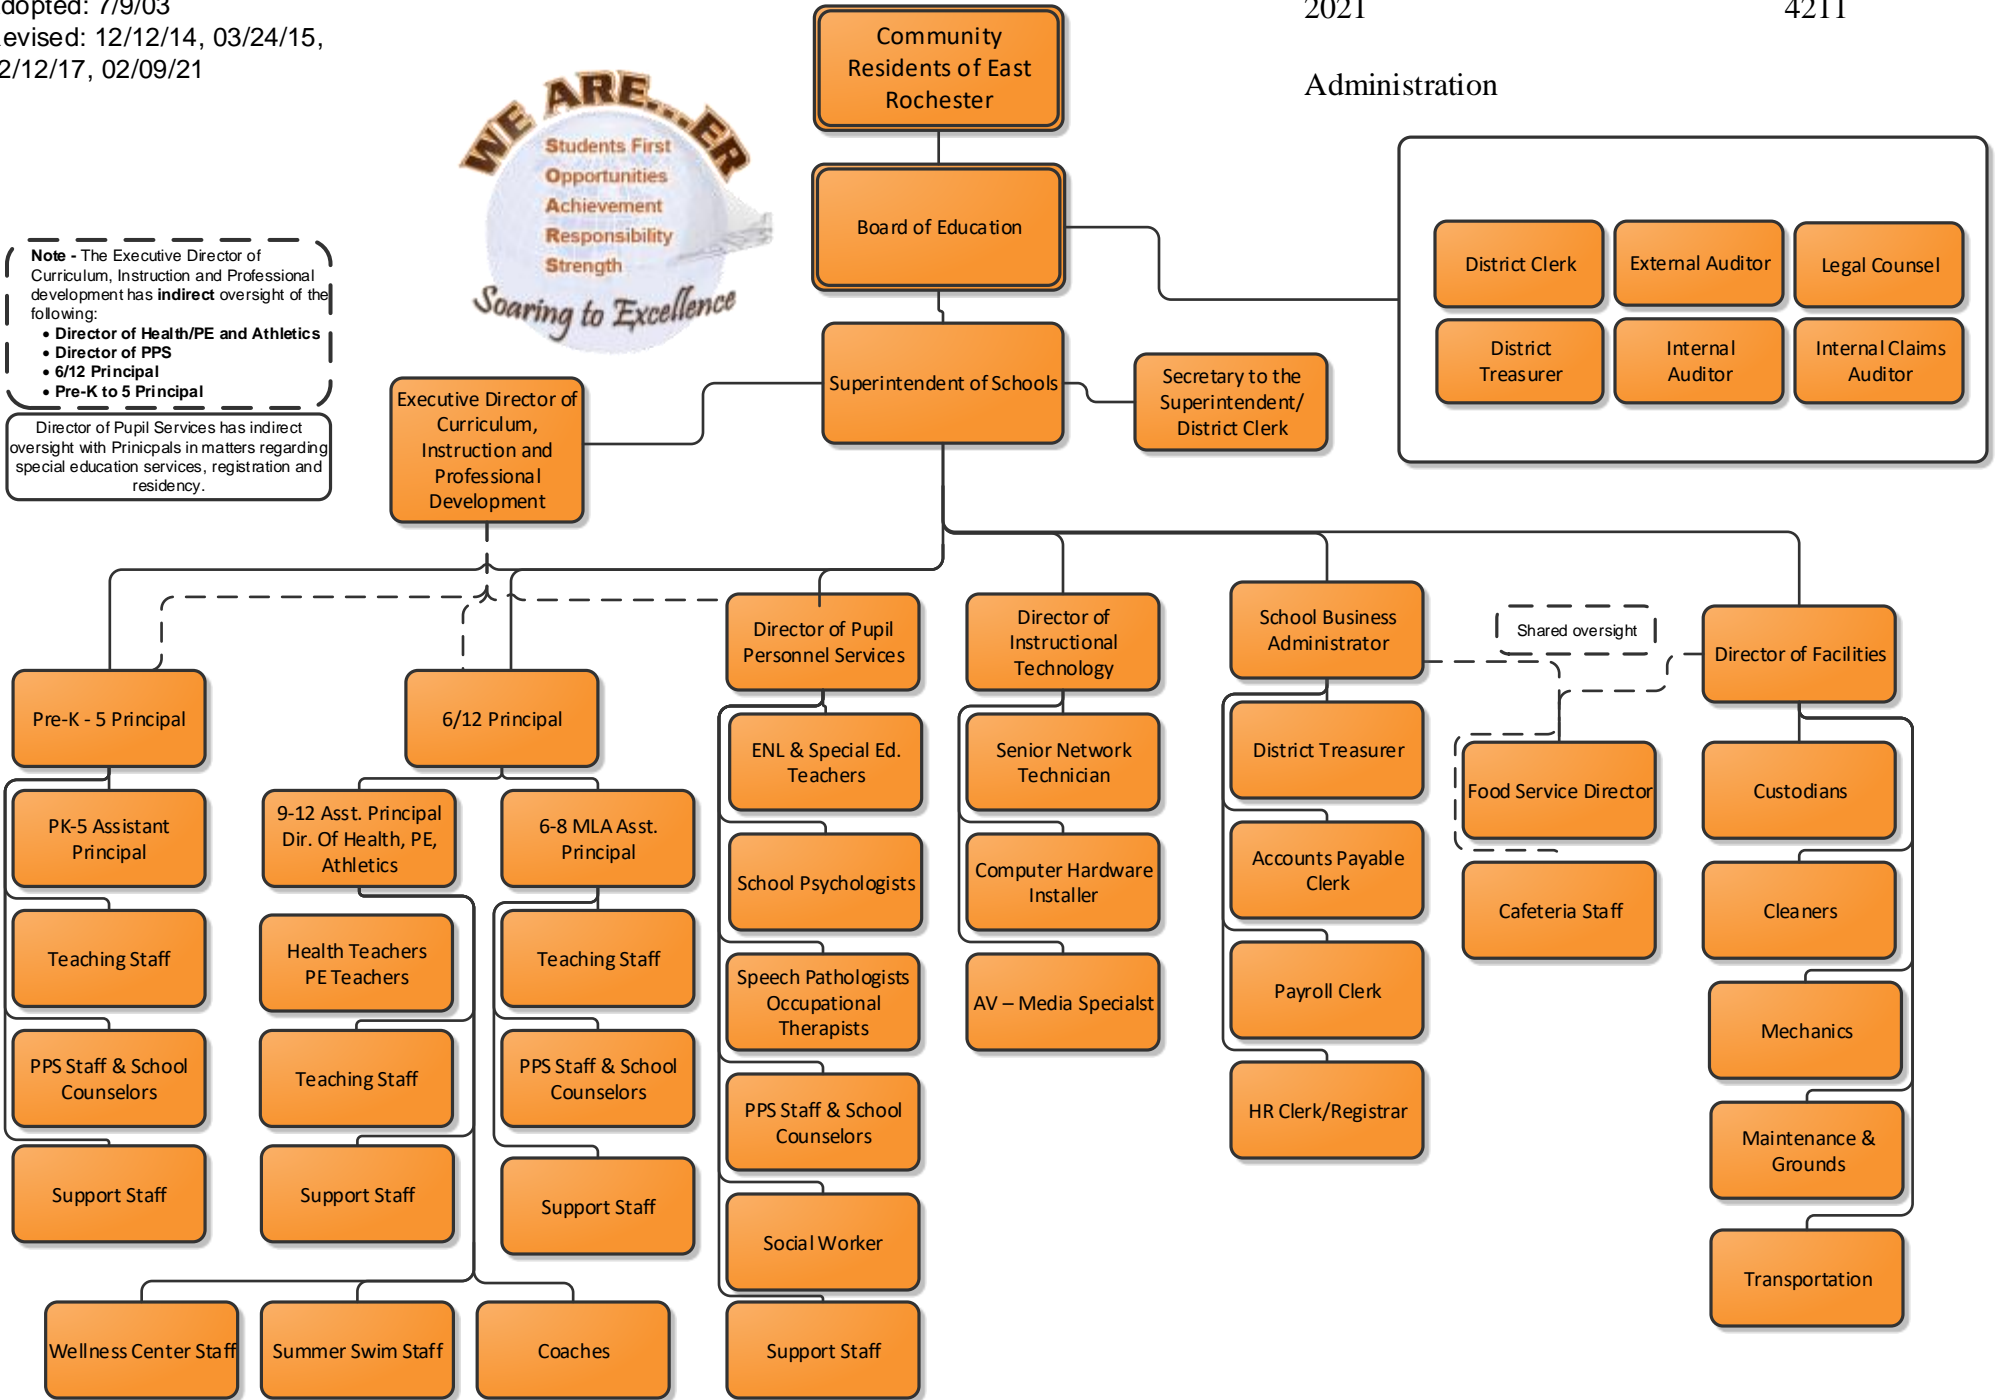 dopted: 7/9/03
evised: 12/12/14, 03/24/15,
2/12/17, 02/09/21
2021
4211
Administration
Community
Residents of East
Rochester
WE ARE...ER
Students First
Opportunities
Achievement
Responsibility
Strength
Soaring to Excellence
Board of Education
District Clerk
External Auditor
Legal Counsel
District
Treasurer
Internal
Auditor
Internal Claims
Auditor
Note - The Executive Director of
Curriculum, Instruction and Professional
development has indirect oversight of the
following:
• Director of Health/PE and Athletics
• Director of PPS
• 6/12 Principal
• Pre-K to 5 Principal
Director of Pupil Services has indirect
oversight with Prinicpals in matters regarding
special education services, registration and
residency.
Superintendent of Schools
Secretary to the
Superintendent/
District Clerk
Executive Director of
Curriculum,
Instruction and
Professional
Development
Pre-K - 5 Principal
6/12 Principal
Director of Pupil
Personnel Services
Director of
Instructional
Technology
School Business
Administrator
Shared oversight
Director of Facilities
PK-5 Assistant
Principal
Teaching Staff
PPS Staff & School
Counselors
Support Staff
9-12 Asst. Principal
Dir. Of Health, PE,
Athletics
Health Teachers
PE Teachers
Teaching Staff
Support Staff
6-8 MLA Asst.
Principal
Teaching Staff
PPS Staff & School
Counselors
Support Staff
Wellness Center Staff
Summer Swim Staff
Coaches
ENL & Special Ed.
Teachers
School Psychologists
Speech Pathologists
Occupational
Therapists
PPS Staff & School
Counselors
Social Worker
Support Staff
Senior Network
Technician
Computer Hardware
Installer
AV – Media Specialst
District Treasurer
Accounts Payable
Clerk
Payroll Clerk
HR Clerk/Registrar
Food Service Director
Cafeteria Staff
Custodians
Cleaners
Mechanics
Maintenance &
Grounds
Transportation